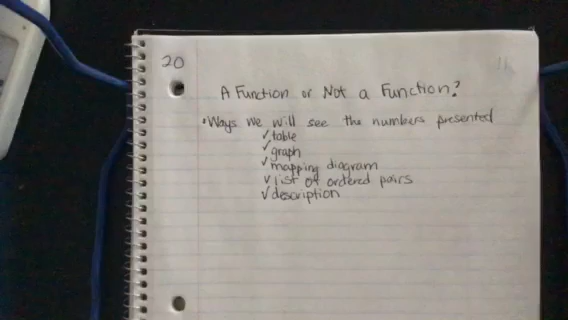 20
A Function or Not a Function?
•Ways we will see the numbers presented
✓table
✓graph
✓mapping diagram
✓list of ordered pairs
✓description